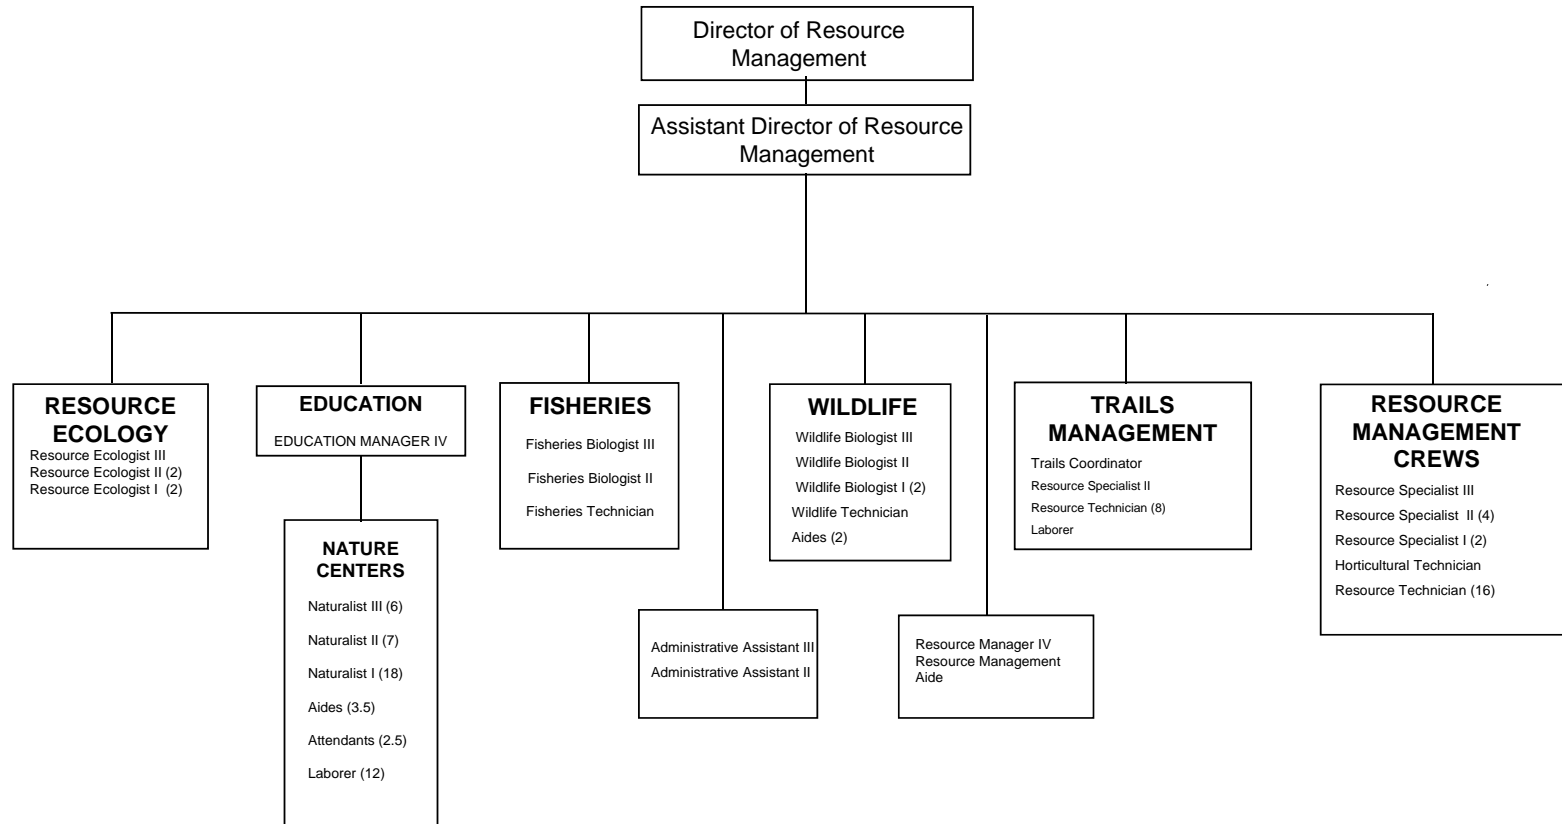 Director of Resource
Management
Assistant Director of Resource
Management
RESOURCE
ECOLOGY
Resource Ecologist III
Resource Ecologist II (2)
Resource Ecologist I (2)
EDUCATION
EDUCATION MANAGER IV
NATURE
CENTERS
Naturalist III (6)
Naturalist II (7)
Naturalist I (18)
Aides (3.5)
Attendants (2.5)
Laborer (12)
FISHERIES
Fisheries Biologist III
Fisheries Biologist II
Fisheries Technician
Administrative Assistant III
Administrative Assistant II
WILDLIFE
Wildlife Biologist III
Wildlife Biologist II
Wildlife Biologist I (2)
Wildlife Technician
Aides (2)
Resource Manager IV
Resource Management
Aide
TRAILS
MANAGEMENT
Trails Coordinator
Resource Specialist II
Resource Technician (8)
Laborer
RESOURCE
MANAGEMENT
CREWS
Resource Specialist III
Resource Specialist II (4)
Resource Specialist I (2)
Horticultural Technician
Resource Technician (16)